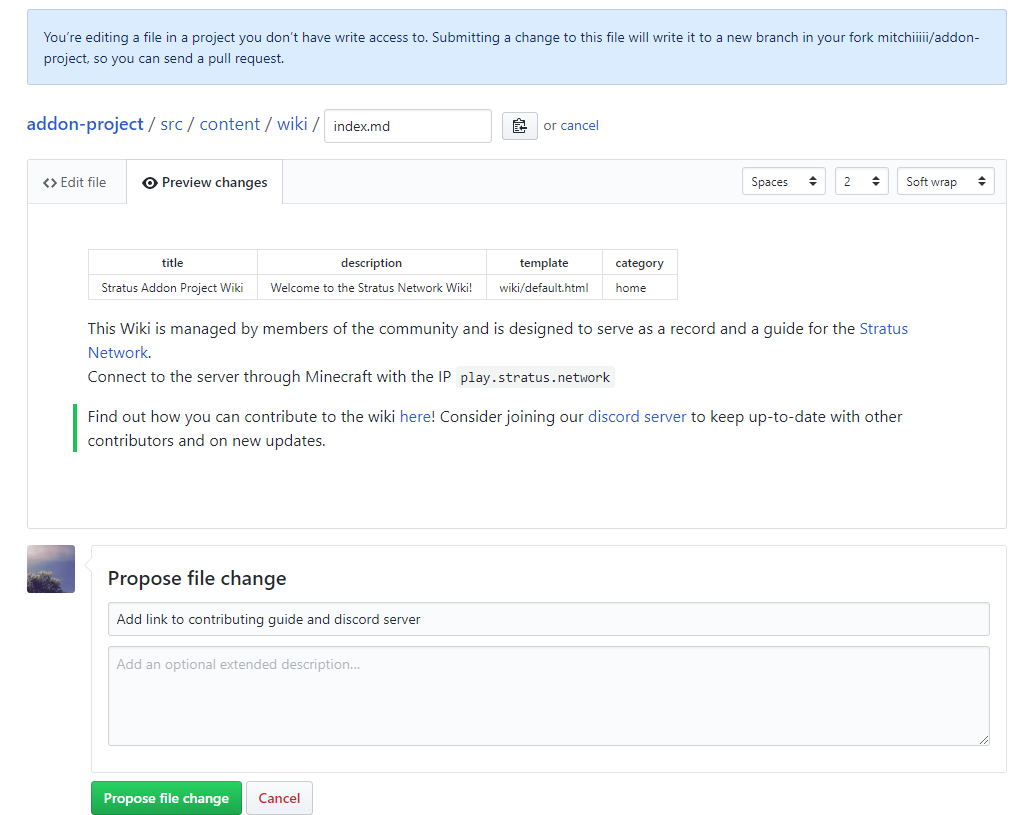 You're editing a file in a project you don't have write access to. Submitting a change to this file will write it to a new branch in your fork mitchiiiii/addon-
project, so you can send a pull request.
addon-project / src / content / wiki / index.md or cancel
Edit file Preview changes Spaces 2 Soft wrap
title description template category
Stratus Addon Project Wiki Welcome to the Stratus Network Wiki! wiki/default.html home
This Wiki is managed by members of the community and is designed to serve as a record and a guide for the Stratus
Network.
Connect to the server through Minecraft with the IP play.stratus.network
Find out how you can contribute to the wiki here! Consider joining our discord server to keep up-to-date with other
contributors and on new updates.
Propose file change
Add link to contributing guide and discord server
Add an optional extended description...
Propose file change Cancel